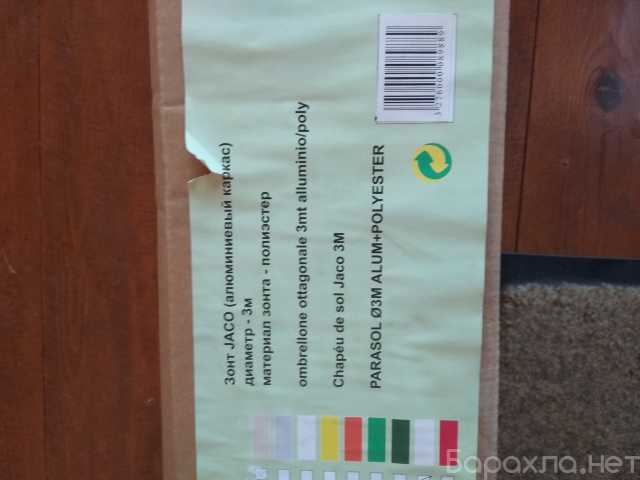 Зонт JACO (алюминиевый каркас)
диаметр - 3м
материал зонта - полиэстер
ombrellone ottagonale 3mt alluminio/poly
Chapéu de sol Jaco 3M
PARASOL Ø3M ALUM+POLYESTER
Барахла.нет